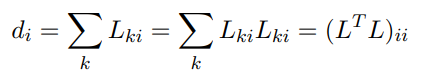 d_i = \sum_k L_{ki} = \sum_k L_{ki} L_{ki} = (L^T L)_{ii}